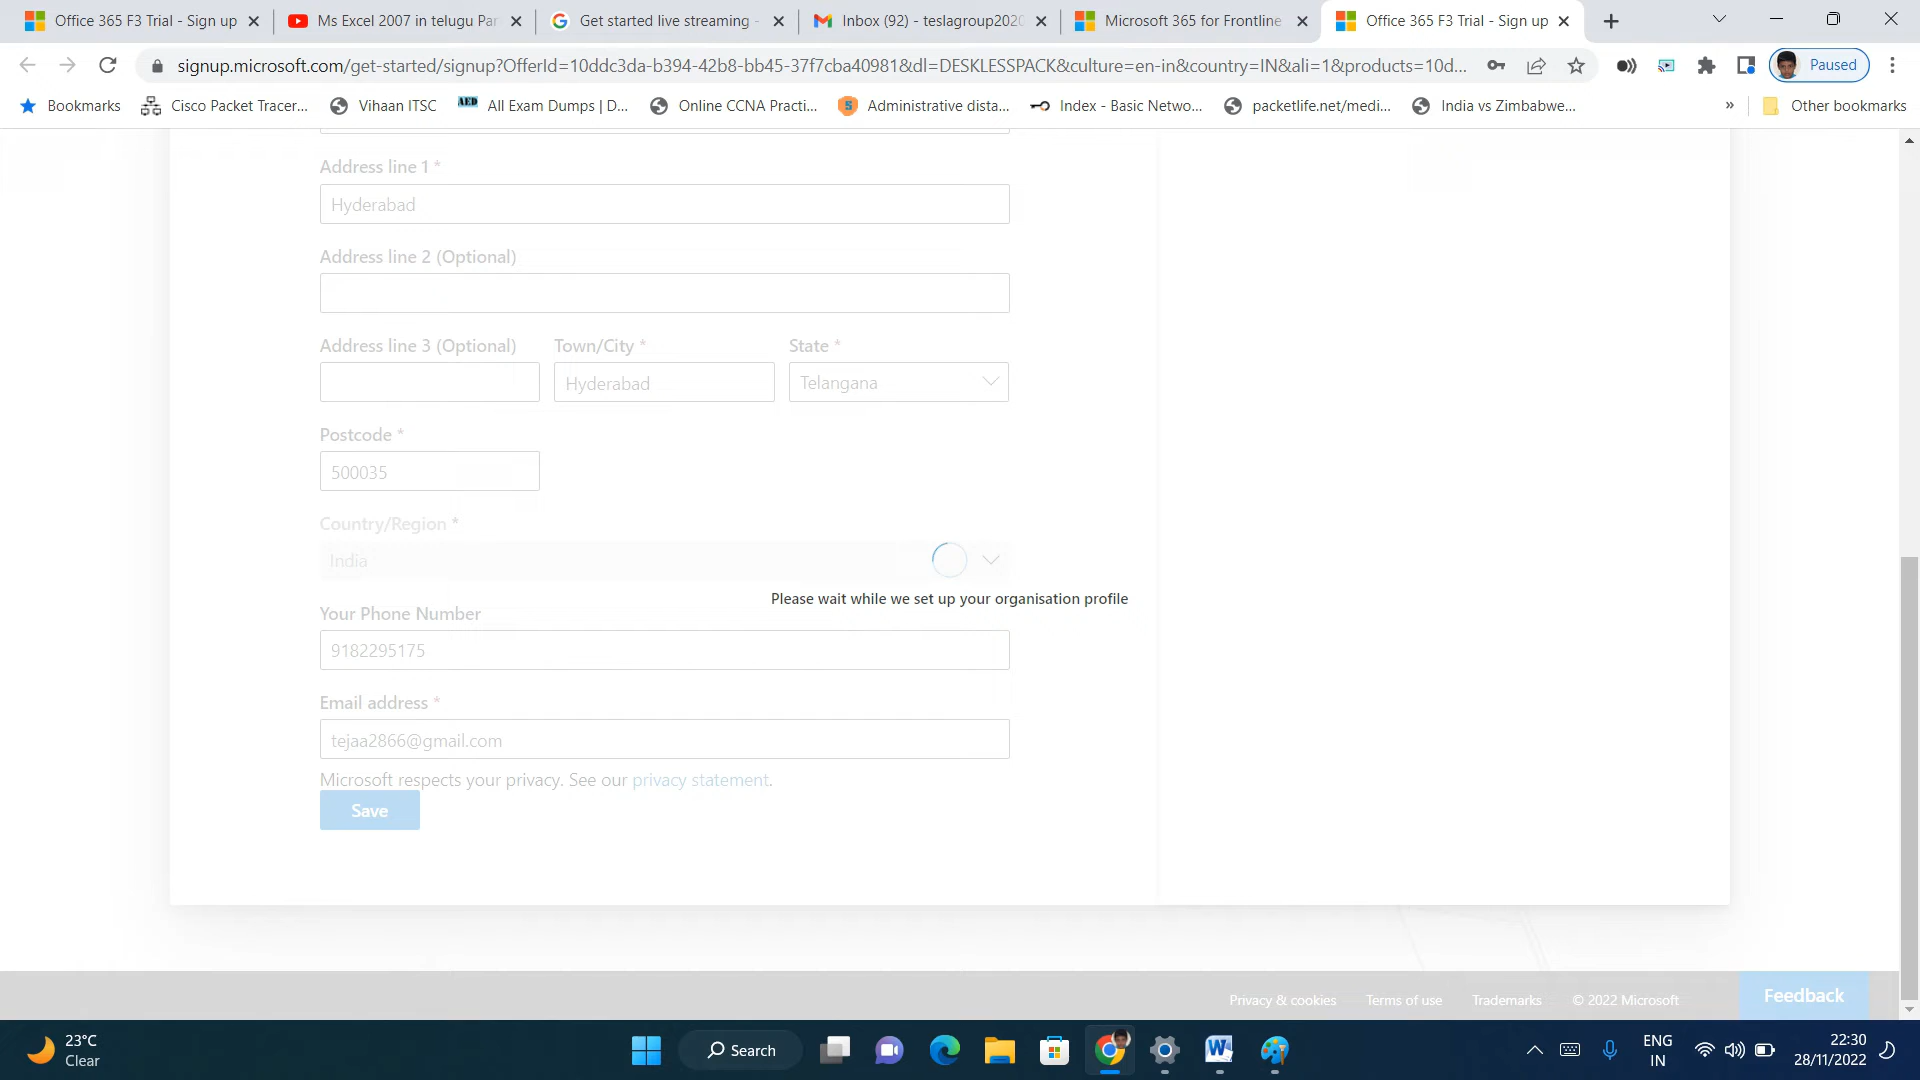 Office 365 F3 Trial - Sign up
Ms Excel 2007 in telugu Par
Get started live streaming -
Inbox (92) - teslagroup2020
Microsoft 365 for Frontline
Office 365 F3 Trial - Sign up
signup.microsoft.com/get-started/signup?OfferId=10ddc3da-b394-42b8-bb45-37f7cba40981&dl=DESKLESSPACK&culture=en-in&country=IN&ali=1&products=10d...
Paused
Bookmarks
Cisco Packet Tracer...
Vihaan ITSC
AED
All Exam Dumps | D...
Online CCNA Practi...
Administrative dista...
Index - Basic Netwo...
packetlife.net/medi...
India vs Zimbabwe...
»
Other bookmarks
Address line 1 *
Hyderabad
Address line 2 (Optional)
Address line 3 (Optional)
Town/City *
State *
Hyderabad
Telangana
Postcode *
500035
Country/Region *
India
Please wait while we set up your organisation profile
Your Phone Number
9182295175
Email address *
tejaa2866@gmail.com
Microsoft respects your privacy. See our privacy statement.
Save
Privacy & cookies
Terms of use
Trademarks
© 2022 Microsoft
Feedback
23°C
Clear
Search
ENG
IN
22:30
28/11/2022